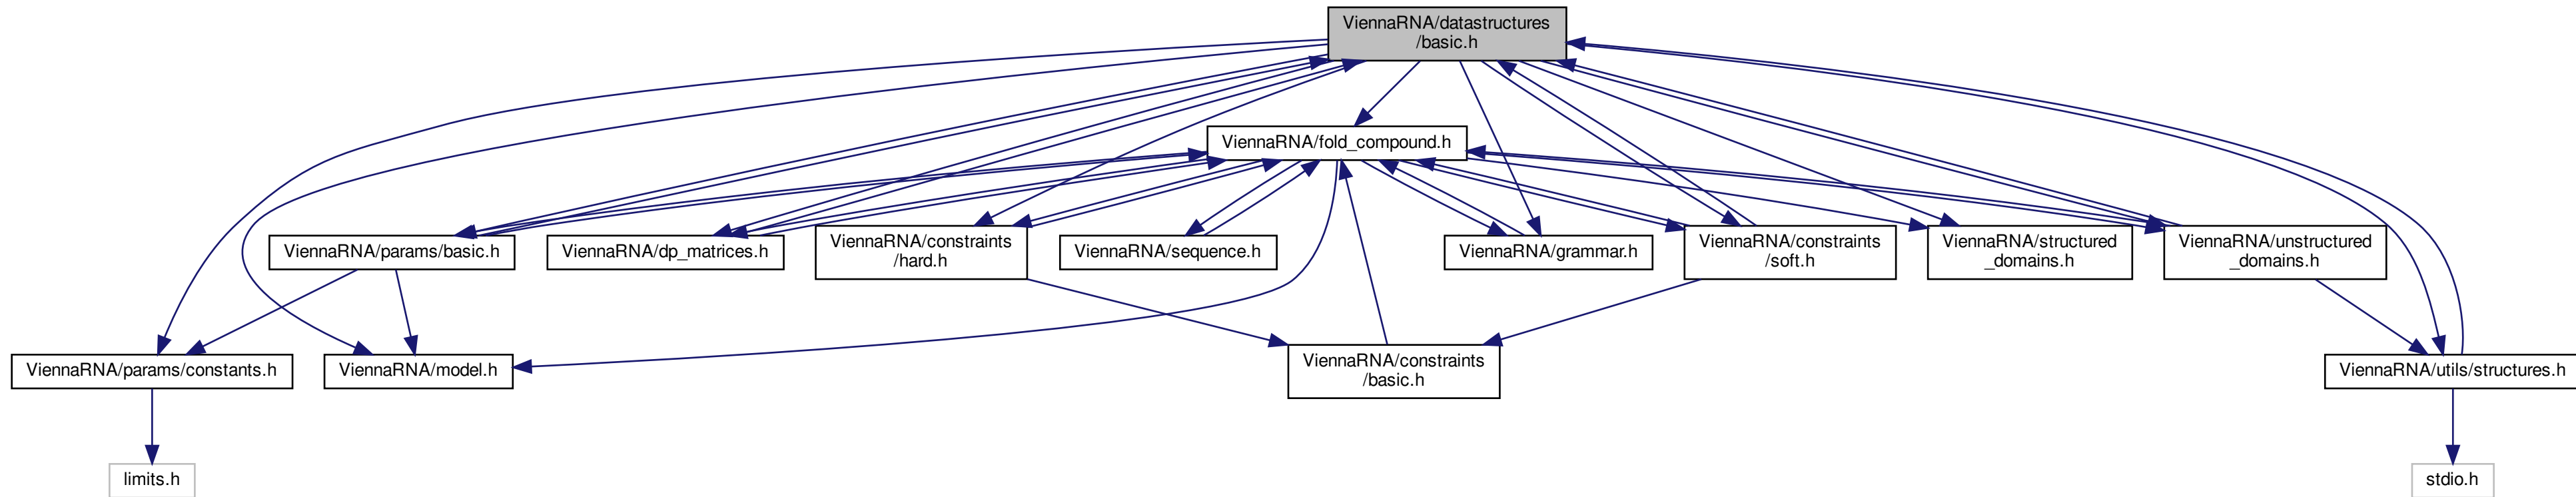 ViennaRNA/datastructures
/basic.h
ViennaRNA/fold_compound.h
ViennaRNA/params/basic.h
ViennaRNA/dp_matrices.h
ViennaRNA/constraints
/hard.h
ViennaRNA/sequence.h
ViennaRNA/grammar.h
ViennaRNA/constraints
/soft.h
ViennaRNA/structured
_domains.h
ViennaRNA/unstructured
_domains.h
ViennaRNA/params/constants.h
ViennaRNA/model.h
ViennaRNA/constraints
/basic.h
ViennaRNA/utils/structures.h
limits.h
stdio.h